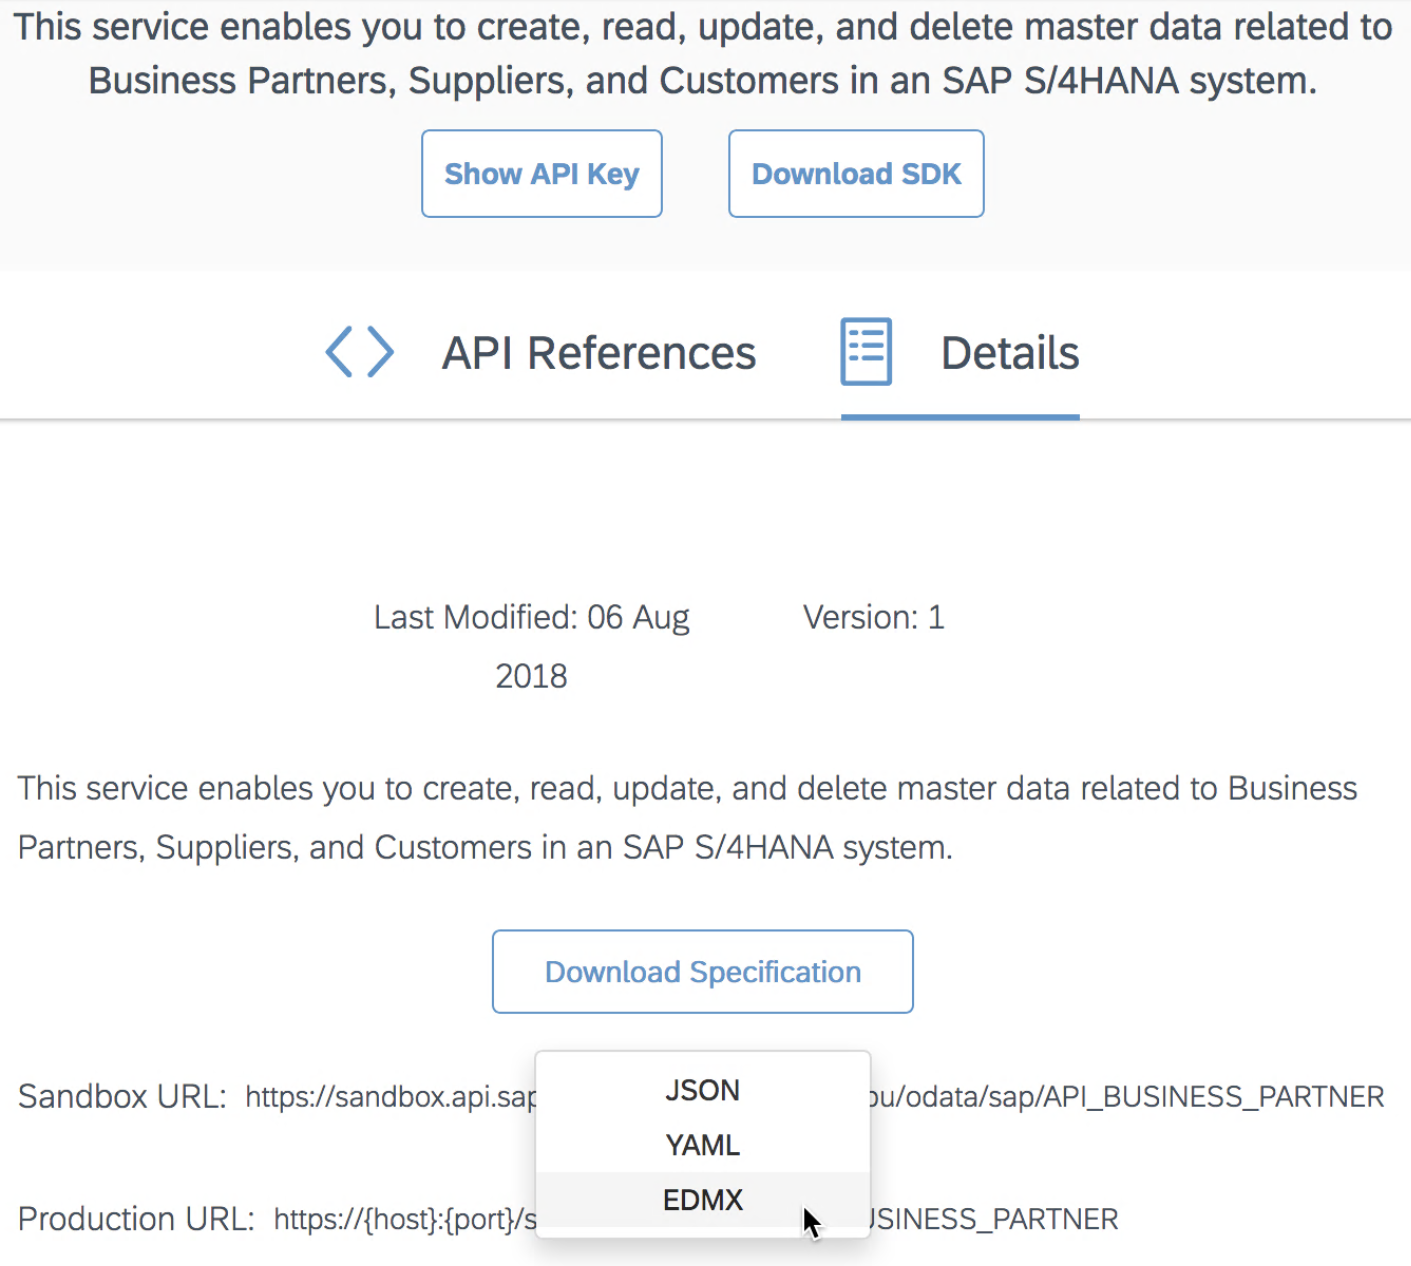 This service enables you to create, read, update, and delete master data related to
Business Partners, Suppliers, and Customers in an SAP S/4HANA system.
Show API Key Download SDK
API References Details
Last Modified: 06 Aug Version: 1
2018
This service enables you to create, read, update, and delete master data related to Business
Partners, Suppliers, and Customers in an SAP S/4HANA system.
Download Specification
JSON
Sandbox URL: https://sandbox.api.sap u/odata/sap/API_BUSINESS_PARTNER
YAML
EDMX
Production URL: https://{host}:{port}/s SINESS_PARTNER